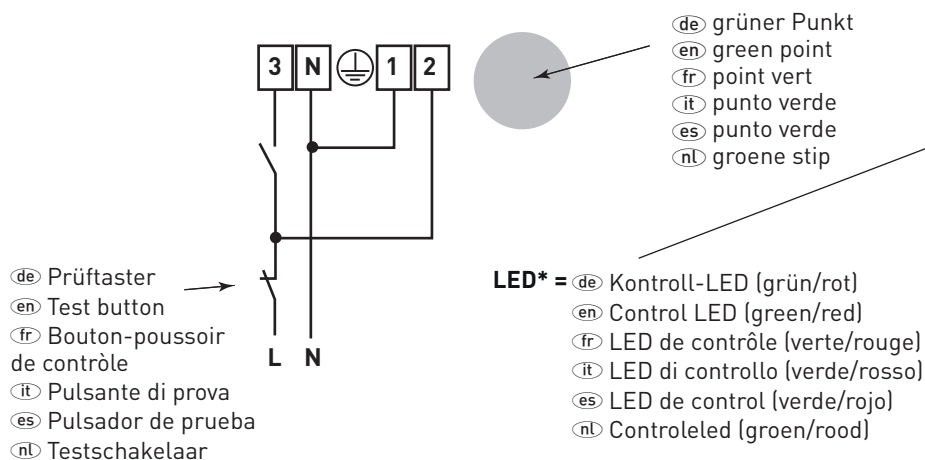 de grüner Punkt
en green point
fr point vert
it punto verde
es punto verde
nl groene stip
3 N 1 2
de Prüftaster
en Test button
fr Bouton-poussoir
de contrôle
it Pulsante di prova
es Pulsador de prueba
nl Testschakelaar
L N
LED* = de Kontroll-LED (grün/rot)
en Control LED (green/red)
fr LED de contrôle (verte/rouge)
it LED di controllo (verde/rosso)
es LED de control (verde/rojo)
nl Controleled (groen/rood)